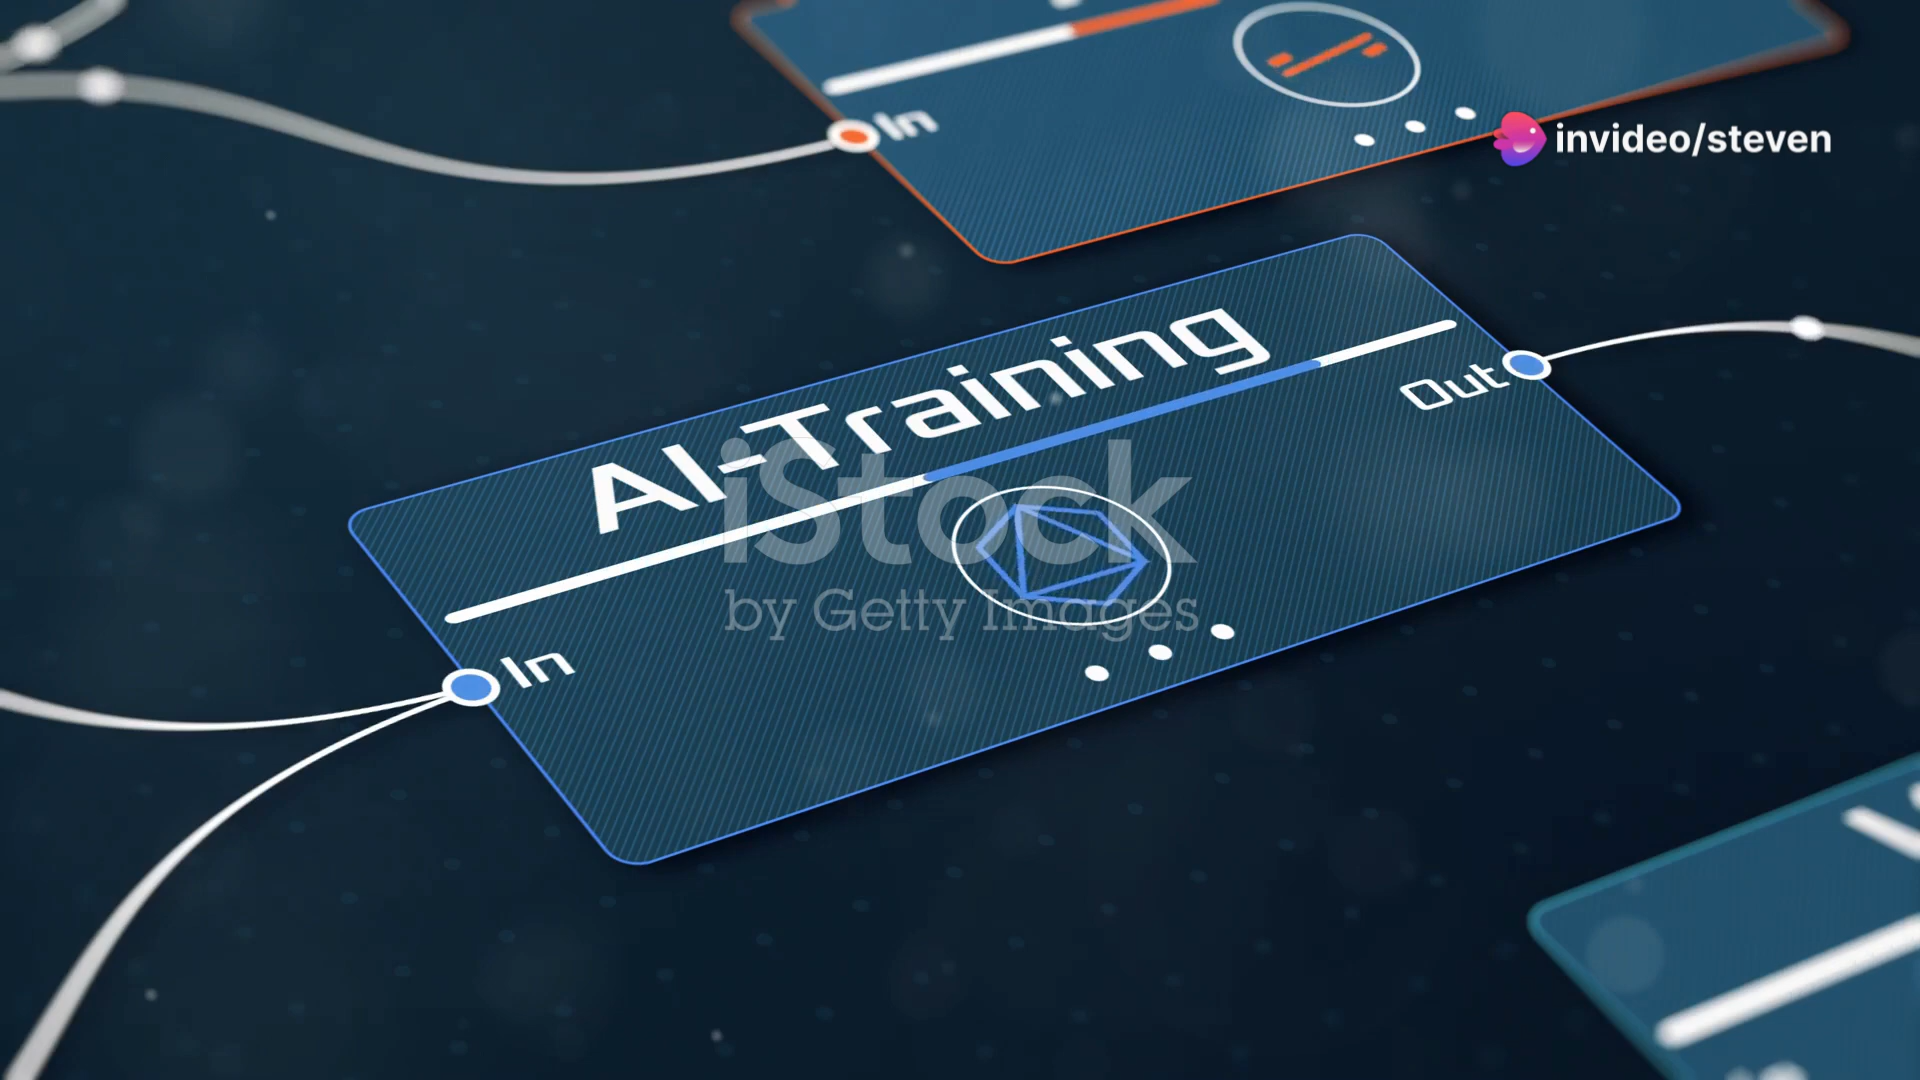 In
invideo/steven
AI-Training
Out
iStock
by Getty Images
In